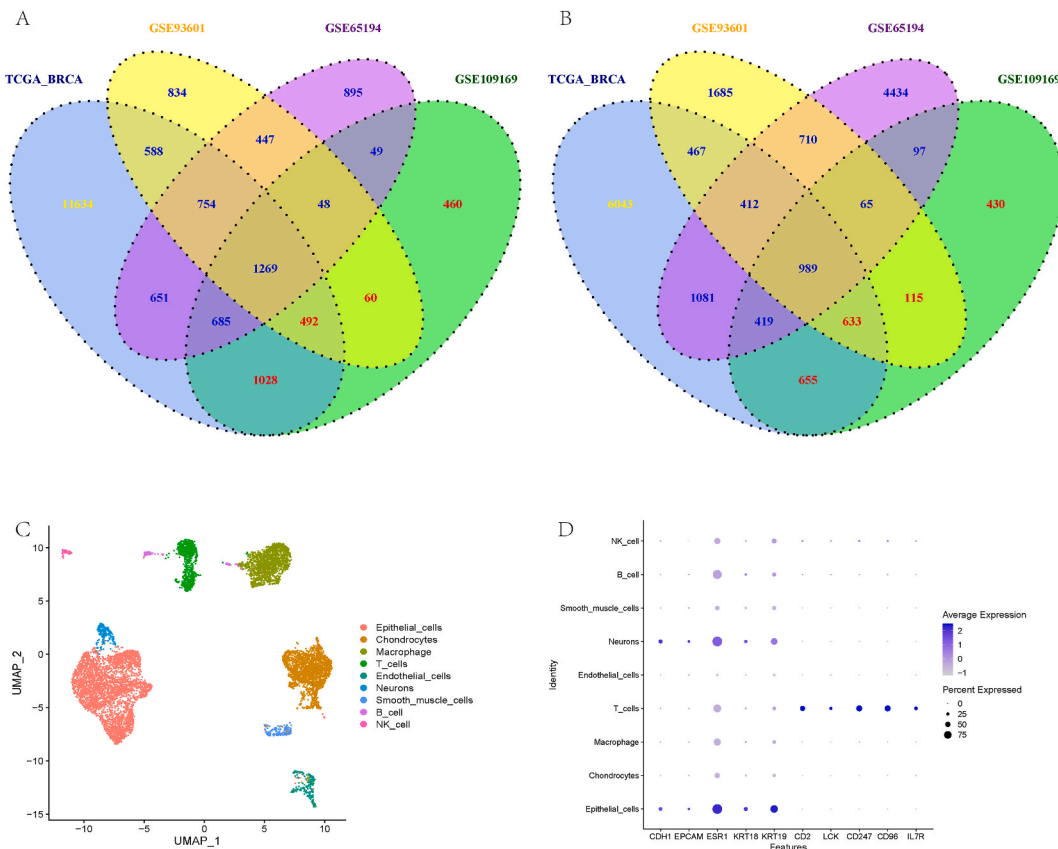 A
GSE93601
GSE65194
TCGA_BRCA
GSE109169
834
895
588
447
49
11634
754
48
460
1269
651
60
685
492
1028
B
GSE93601
GSE65194
TCGA_BRCA
GSE109169
1685
4434
467
710
97
6045
412
65
430
989
1081
115
419
633
655
C
UMAP_2
10
5
0
−5
−10
−15
−10
−5
0
5
10
UMAP_1
Epithelial_cells
Chondrocytes
Macrophage
T_cells
Endothelial_cells
Neurons
Smooth_muscle_cells
B_cell
NK_cell
D
Identity
NK_cell
B_cell
Smooth_muscle_cells
Neurons
Endothelial_cells
T_cells
Macrophage
Chondrocytes
Epithelial_cells
CDH1 EPCAM ESR1 KRT18 KRT19 CD2 LCK CD247 CD96 IL7R
Features
Average Expression
2
1
0
−1
Percent Expressed
0
25
50
75